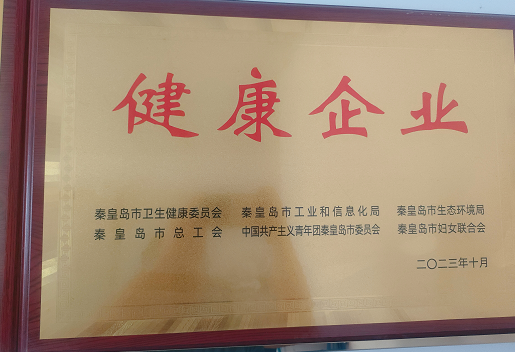 健康企业
秦皇岛市卫生健康委员会 秦皇岛市工业和信息化局 秦皇岛市生态环境局
秦皇岛市总工会 中国共产主义青年团秦皇岛市委员会 秦皇岛市妇女联合会
二〇二三年十月